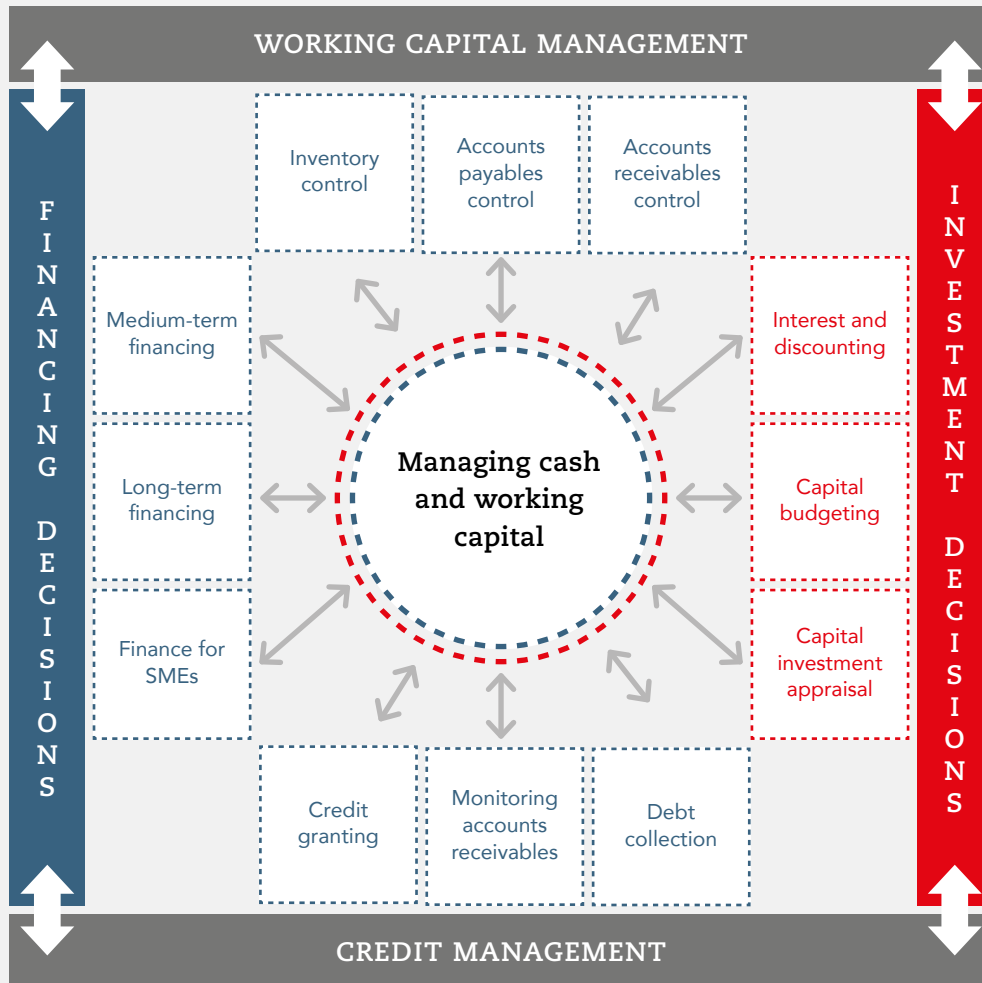 WORKING CAPITAL MANAGEMENT
FINANCING DECISIONS
INVESTMENT DECISIONS
Inventory
control
Accounts
payables
control
Accounts
receivables
control
Medium-term
financing
Interest and
discounting
Long-term
financing
Managing cash
and working
capital
Capital
budgeting
Finance for
SMEs
Capital
investment
appraisal
Credit
granting
Monitoring
accounts
receivables
Debt
collection
CREDIT MANAGEMENT